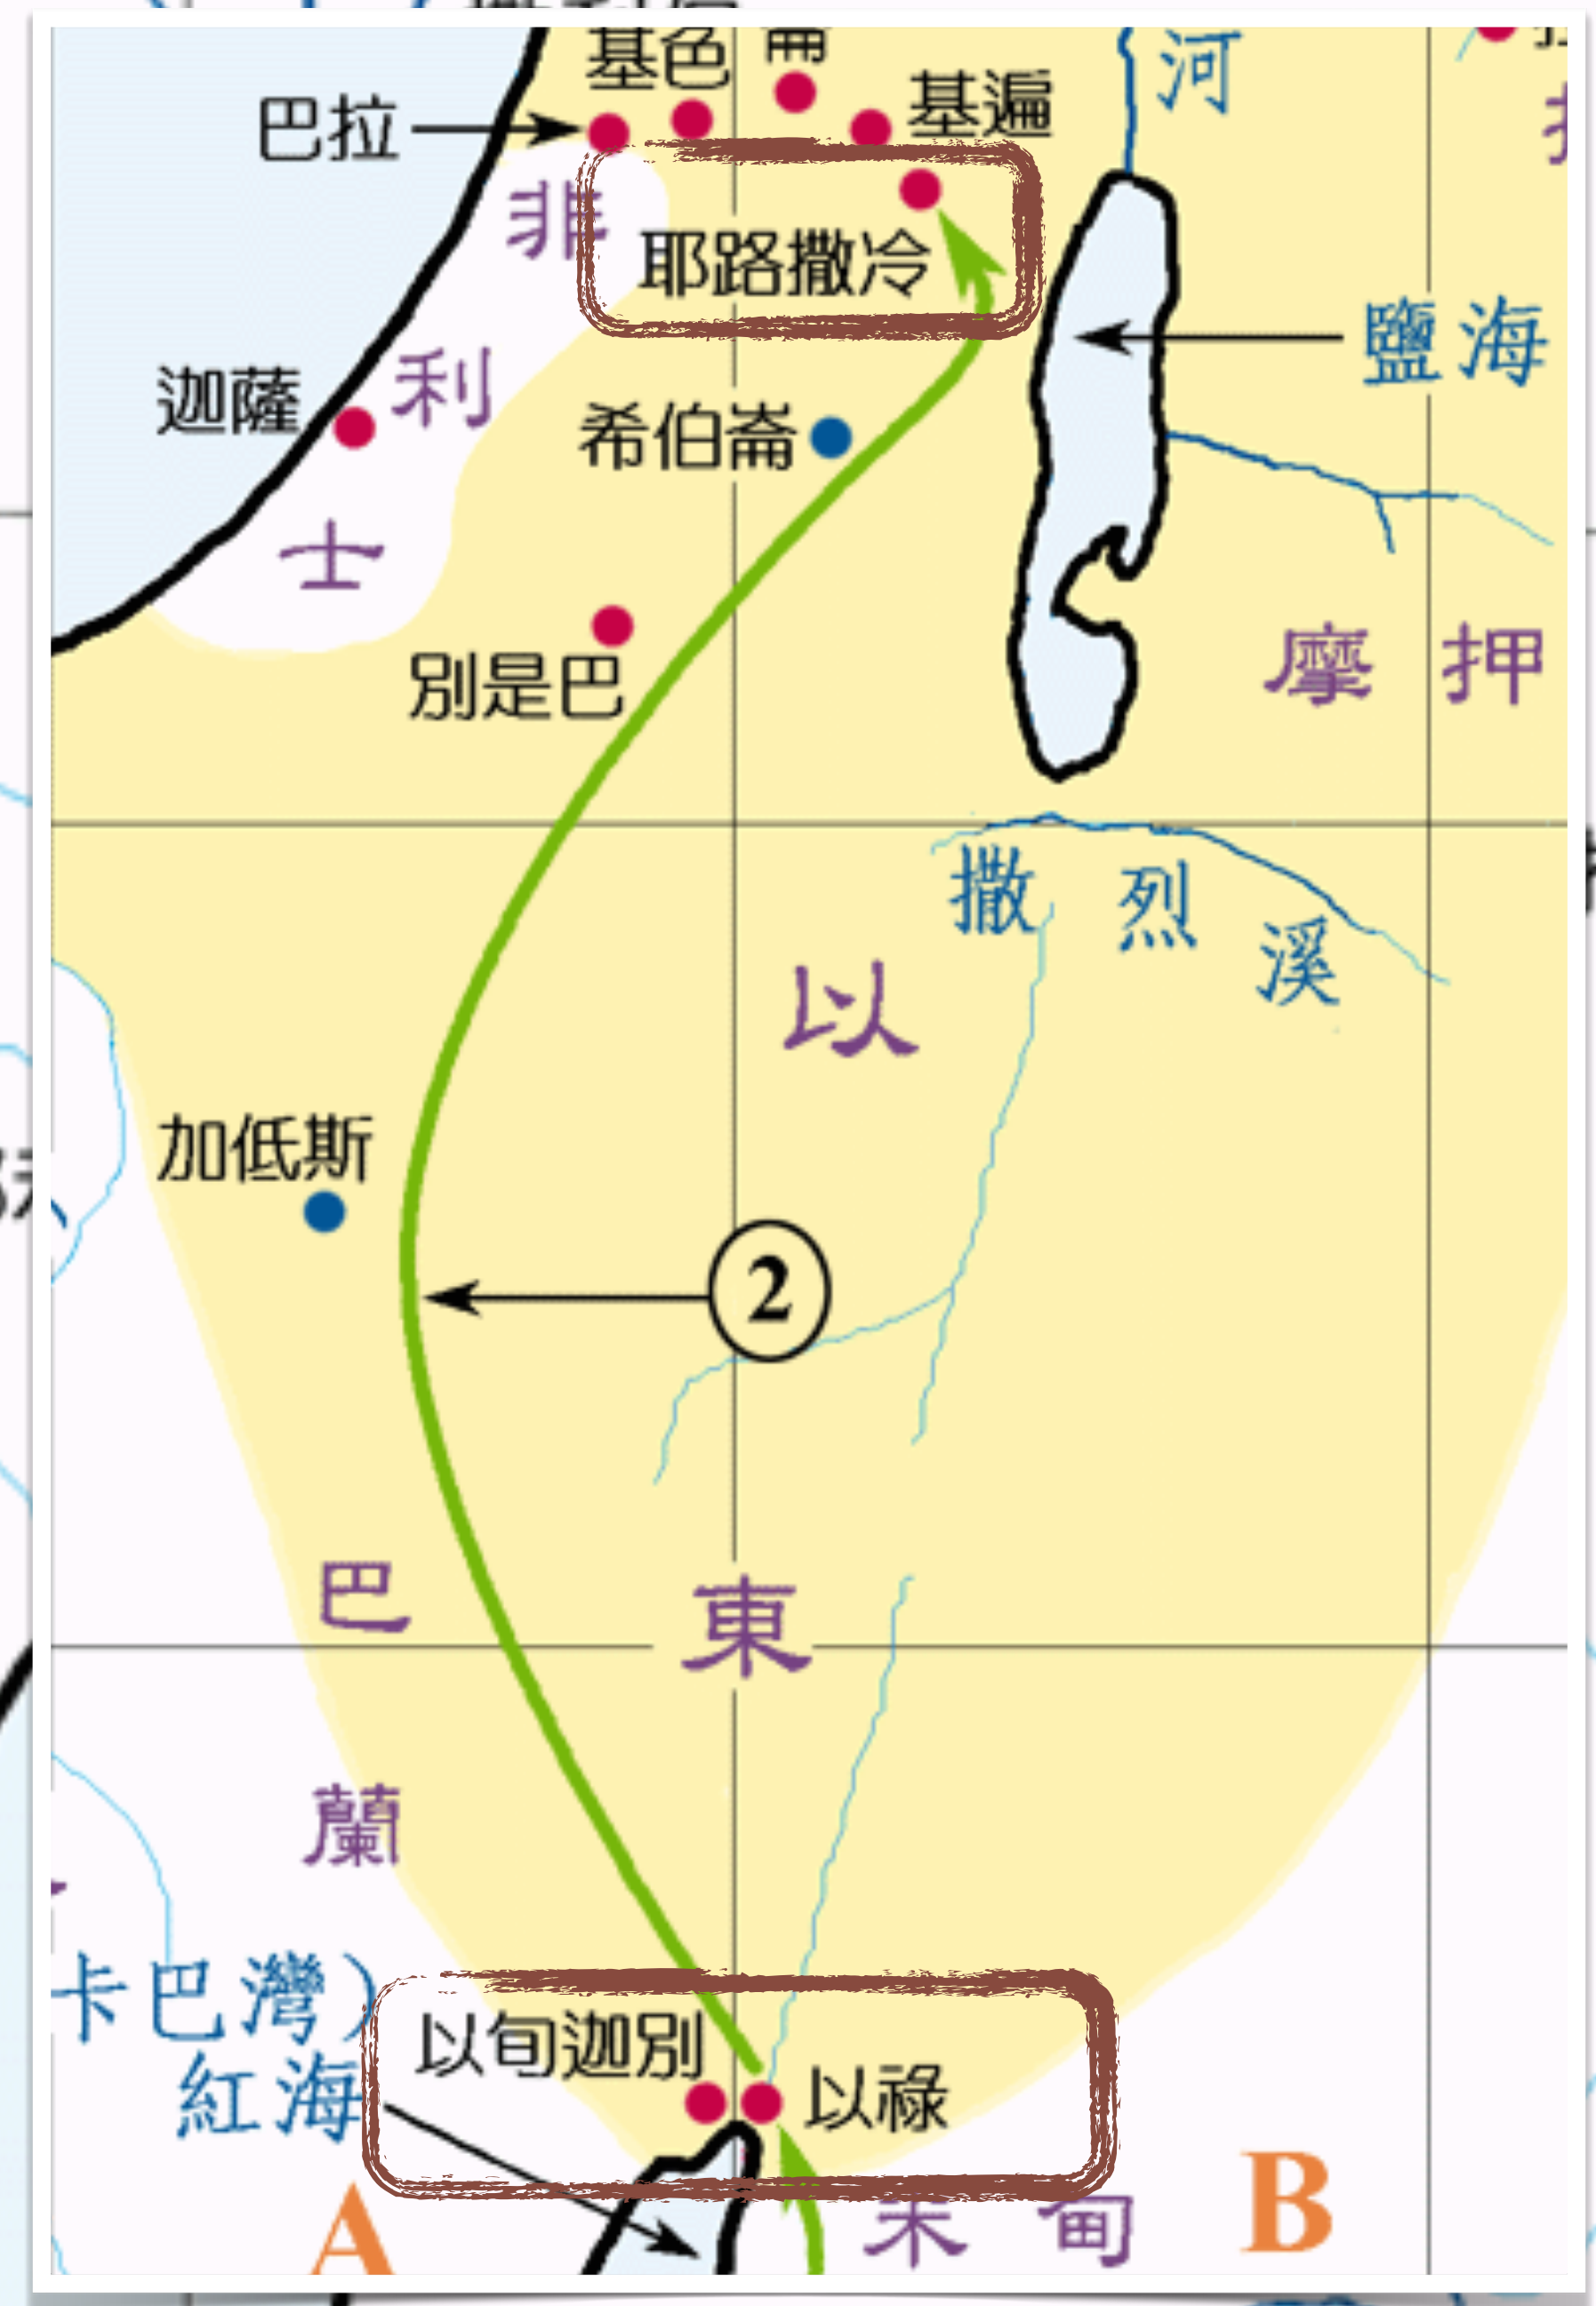 基色
河
巴拉
基遍
非
耶路撒冷
鹽海
利
迦薩
希伯崙
士
別是巴
摩押
撒烈溪
以
加低斯
2
巴
東
蘭
卡巴灣）
以旬迦別
以祿
紅海
A
B